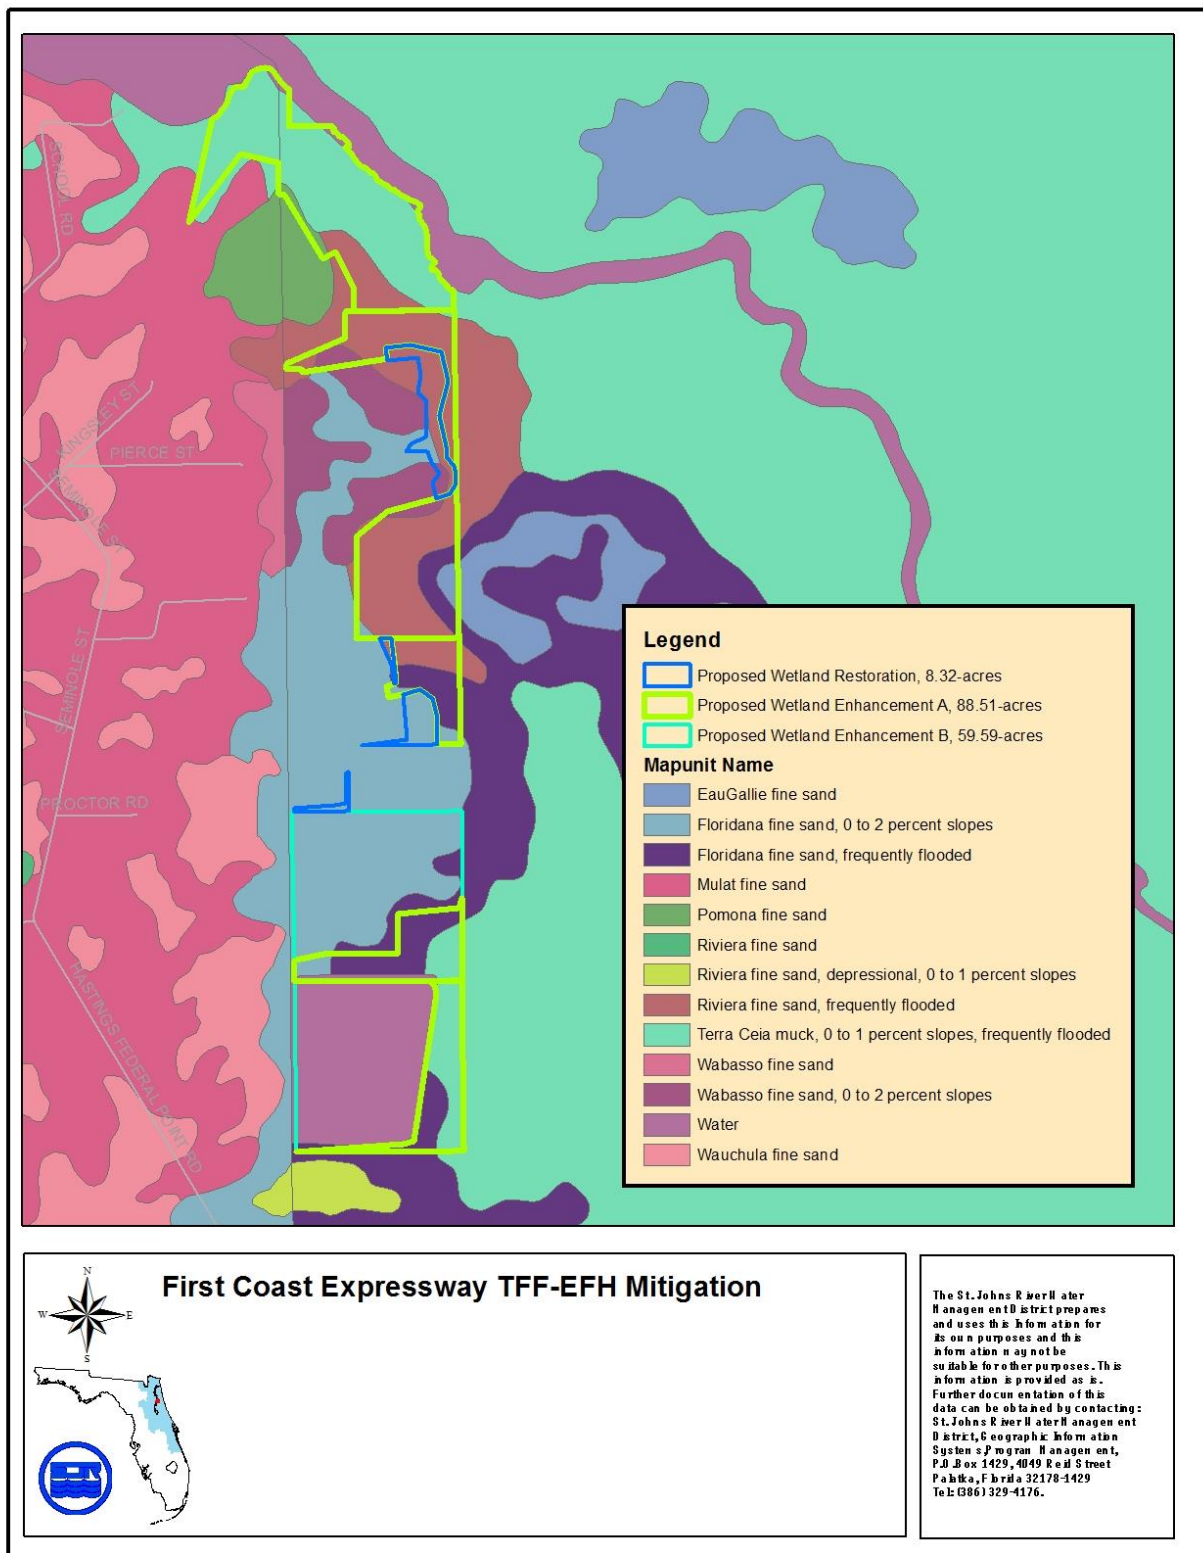 SCHOOL RD
KINGSLEY ST
PIERCE ST
SEMINOLE ST
SEMINOLE ST
PROCTOR RD
HASTINGS FEDERAL POINT RD
Legend
Proposed Wetland Restoration, 8.32-acres
Proposed Wetland Enhancement A, 88.51-acres
Proposed Wetland Enhancement B, 59.59-acres
Mapunit Name
EauGallie fine sand
Floridana fine sand, 0 to 2 percent slopes
Floridana fine sand, frequently flooded
Mulat fine sand
Pomona fine sand
Riviera fine sand
Riviera fine sand, depressional, 0 to 1 percent slopes
Riviera fine sand, frequently flooded
Terra Ceia muck, 0 to 1 percent slopes, frequently flooded
Wabasso fine sand
Wabasso fine sand, 0 to 2 percent slopes
Water
Wauchula fine sand
N
W E
S
First Coast Expressway TFF-EFH Mitigation
The St. Johns River Water
Management District prepares
and uses this information for
its own purposes and this
information may not be
suitable for other purposes. This
information is provided as is.
Further documentation of this
data can be obtained by contacting:
St. Johns River Water Management
District, Geographic Information
Systems, Program Management,
P.O. Box 1429, 4049 Reid Street
Palatka, Florida 32178-1429
Tel: (386) 329-4176.